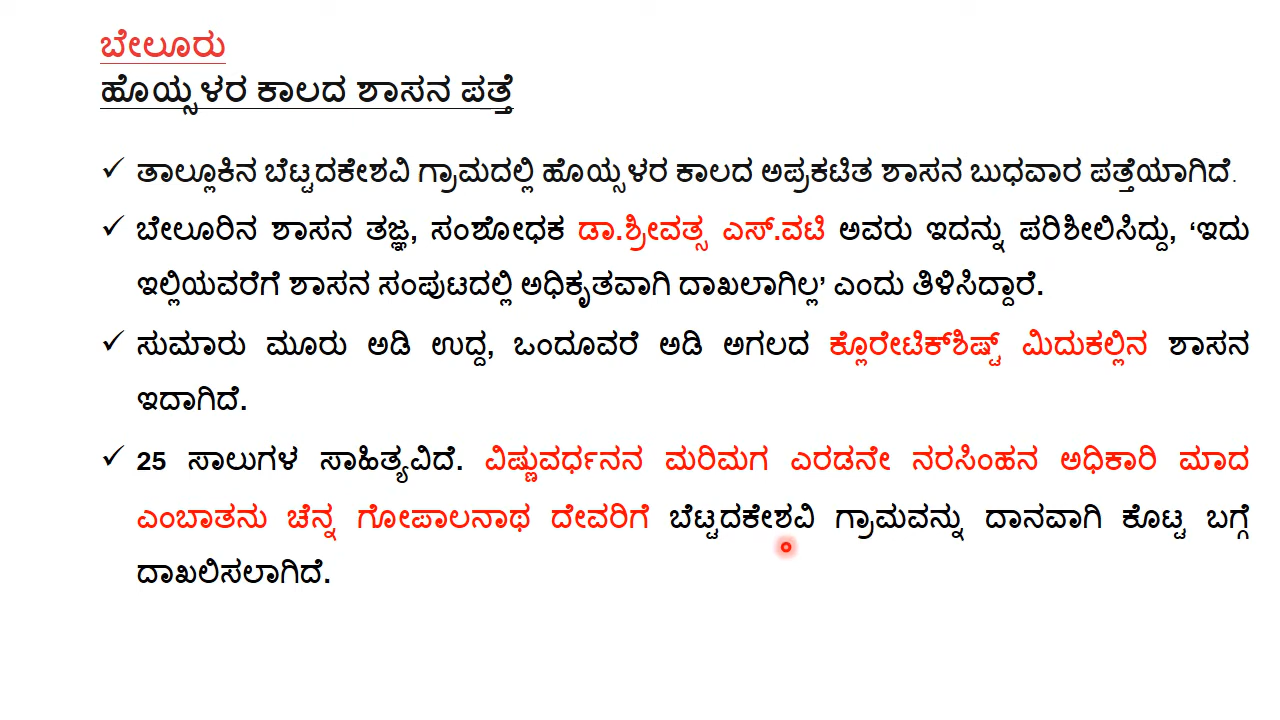 ಬೇಲೂರು
ಹೊಯ್ಸಳರ ಕಾಲದ ಶಾಸನ ಪತ್ತೆ
✓ ತಾಲ್ಲೂಕಿನ ಬೆಟ್ಟದಕೇಶವಿ ಗ್ರಾಮದಲ್ಲಿ ಹೊಯ್ಸಳರ ಕಾಲದ ಅಪ್ರಕಟಿತ ಶಾಸನ ಬುಧವಾರ ಪತ್ತೆಯಾಗಿದೆ.
✓ ಬೇಲೂರಿನ ಶಾಸನ ತಜ್ಞ, ಸಂಶೋಧಕ ಡಾ.ಶ್ರೀವತ್ಸ ಎಸ್.ವಟಿ ಅವರು ಇದನ್ನು ಪರಿಶೀಲಿಸಿದ್ದು, ‘ಇದು
ಇಲ್ಲಿಯವರೆಗೆ ಶಾಸನ ಸಂಪುಟದಲ್ಲಿ ಅಧಿಕೃತವಾಗಿ ದಾಖಲಾಗಿಲ್ಲ’ ಎಂದು ತಿಳಿಸಿದ್ದಾರೆ.
✓ ಸುಮಾರು ಮೂರು ಅಡಿ ಉದ್ದ, ಒಂದೂವರೆ ಅಡಿ ಅಗಲದ ಕ್ಲೊರೇಟಿಕ್‌ಶಿಷ್ಟ್ ಮಿದುಕಲ್ಲಿನ ಶಾಸನ
ಇದಾಗಿದೆ.
✓ 25 ಸಾಲುಗಳ ಸಾಹಿತ್ಯವಿದೆ. ವಿಷ್ಣುವರ್ಧನನ ಮರಿಮಗ ಎರಡನೇ ನರಸಿಂಹನ ಅಧಿಕಾರಿ ಮಾದ
ಎಂಬಾತನು ಚೆನ್ನ ಗೋಪಾಲನಾಥ ದೇವರಿಗೆ ಬೆಟ್ಟದಕೇಶವಿ ಗ್ರಾಮವನ್ನು ದಾನವಾಗಿ ಕೊಟ್ಟ ಬಗ್ಗೆ
ದಾಖಲಿಸಲಾಗಿದೆ.